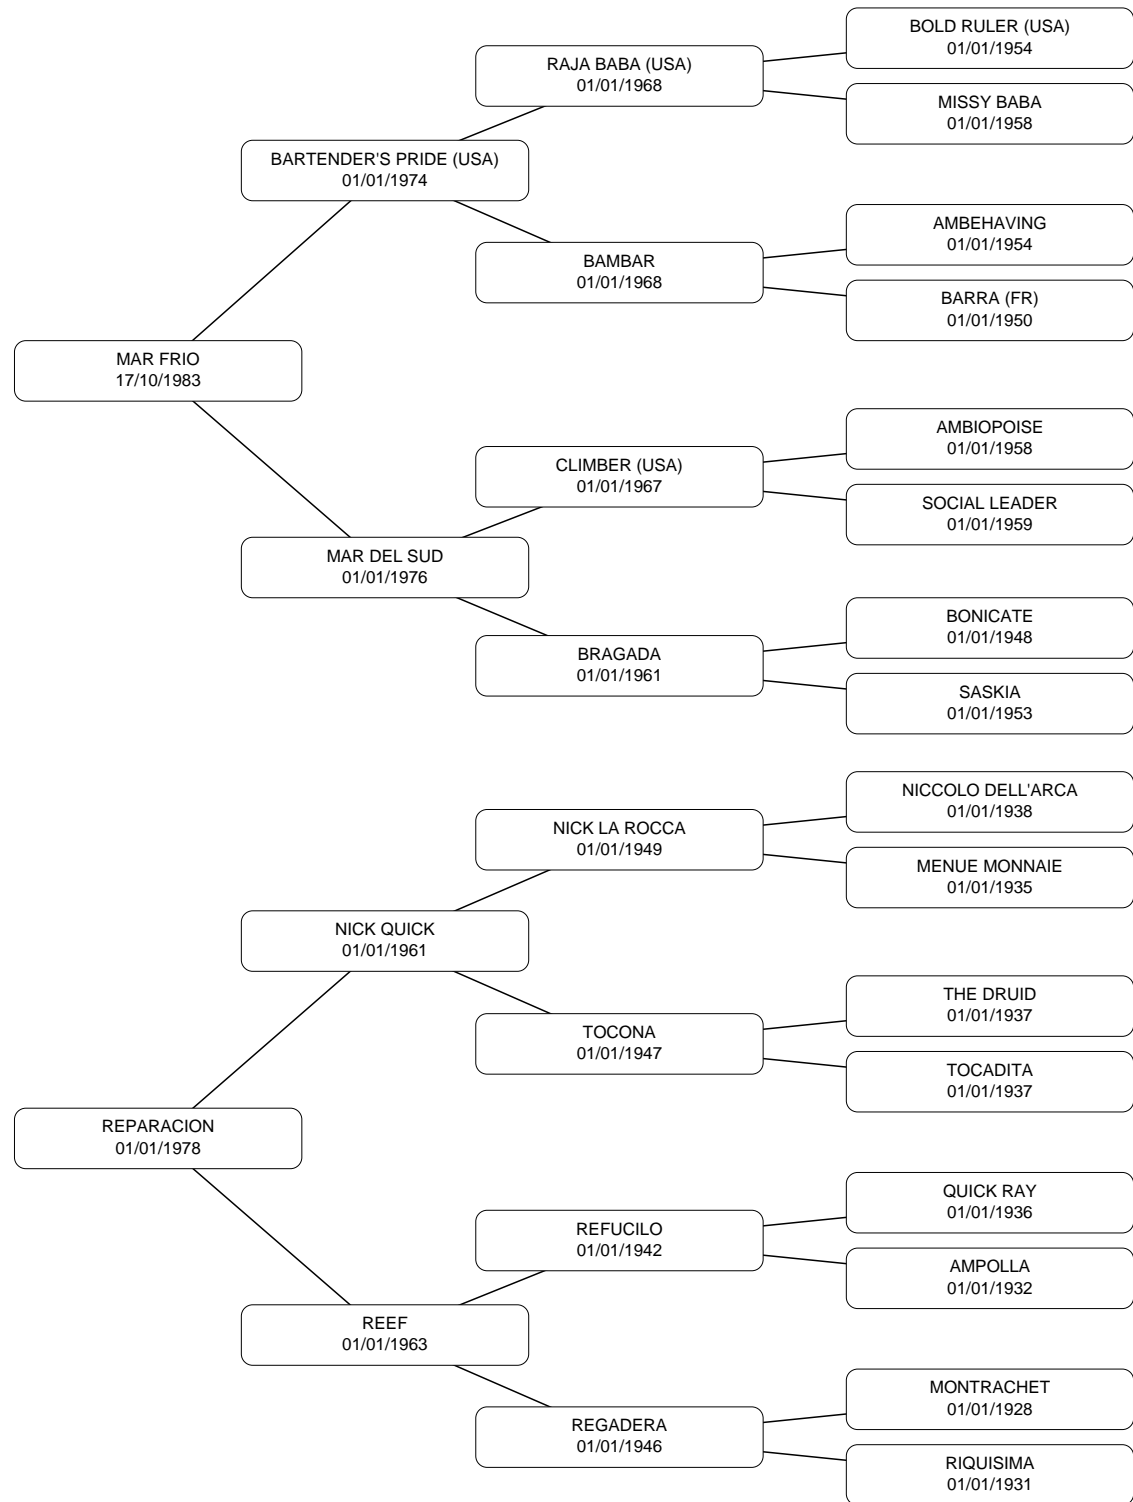 BOLD RULER (USA)
01/01/1954
RAJA BABA (USA)
01/01/1968
MISSY BABA
01/01/1958
BARTENDER'S PRIDE (USA)
01/01/1974
AMBEHAVING
01/01/1954
BAMBAR
01/01/1968
BARRA (FR)
01/01/1950
MAR FRIO
17/10/1983
AMBIOPOISE
01/01/1958
CLIMBER (USA)
01/01/1967
SOCIAL LEADER
01/01/1959
MAR DEL SUD
01/01/1976
BONICATE
01/01/1948
BRAGADA
01/01/1961
SASKIA
01/01/1953
NICCOLO DELL'ARCA
01/01/1938
NICK LA ROCCA
01/01/1949
MENUE MONNAIE
01/01/1935
NICK QUICK
01/01/1961
THE DRUID
01/01/1937
TOCONA
01/01/1947
TOCADITA
01/01/1937
REPARACION
01/01/1978
QUICK RAY
01/01/1936
REFUCILO
01/01/1942
AMPOLLA
01/01/1932
REEF
01/01/1963
MONTRACHET
01/01/1928
REGADERA
01/01/1946
RIQUISIMA
01/01/1931